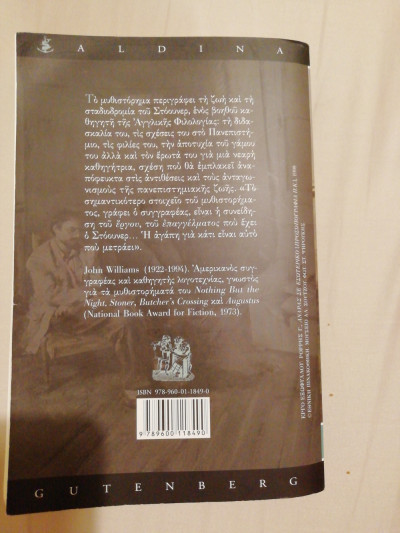 ALDINA
Τὸ μυθιστόρημα περιγράφει τὴ ζωὴ καὶ τὴ
σταδιοδρομία τοῦ Στόουνερ, ἑνὸς βοηθοῦ κα-
θηγητῆ τῆς Ἀγγλικῆς Φιλολογίας: τὴ διδα-
σκαλία του, τὶς σχέσεις του στὸ Πανεπιστή-
μιο, τὶς φιλίες του, τὴν ἀποτυχία τοῦ γάμου
του ἀλλὰ καὶ τὸν ἔρωτά του γιὰ μιὰ νεαρὴ
καθηγήτρια, σχέση ποὺ θὰ ἐμπλακεῖ ἀνα-
πόφευκτα στὶς ἀντιθέσεις καὶ τοὺς ἀνταγω-
νισμοὺς τῆς πανεπιστημιακῆς ζωῆς. «Τὸ
σημαντικότερο στοιχεῖο τοῦ μυθιστορήμα-
τος, γράφει ὁ συγγραφέας, εἶναι ἡ συνείδη-
ση τοῦ ἔργου, τοῦ ἐπαγγέλματος ποὺ ἔχει
ὁ Στόουνερ... Ἡ ἀγάπη γιὰ κάτι εἶναι αὐτὸ
ποὺ μετράει».
John Williams (1922-1994). Ἀμερικανὸς συγ-
γραφέας καὶ καθηγητὴς λογοτεχνίας, γνωστὸς
γιὰ τὰ μυθιστορήματά του Nothing But the
Night, Stoner, Butcher's Crossing καὶ Augustus
(National Book Award for Fiction, 1973).
ISBN 978-960-01-1849-0
9 789600 118490
GUTENBERG